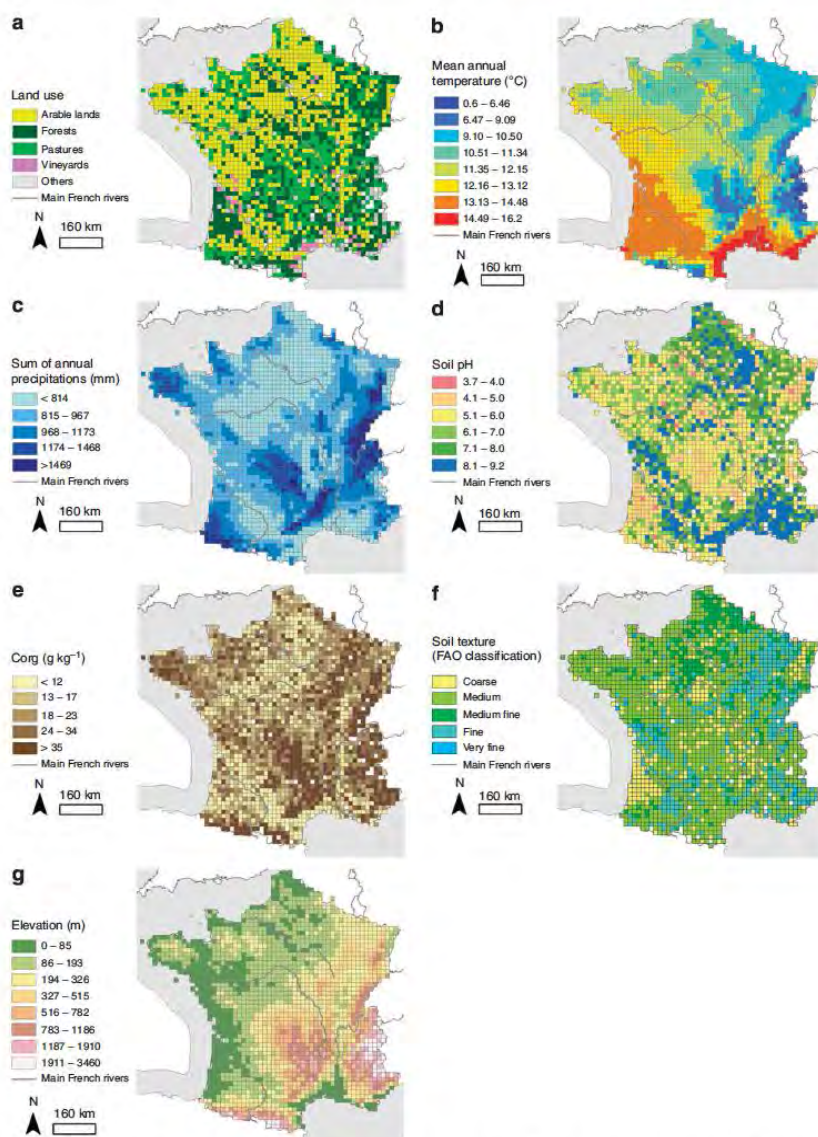 a
Land use
Arable lands
Forests
Pastures
Vineyards
Others
Main French rivers
N
160 km
b
Mean annual
temperature (°C)
0.6 – 6.46
6.47 – 9.09
9.10 – 10.50
10.51 – 11.34
11.35 – 12.15
12.16 – 13.12
13.13 – 14.48
14.49 – 16.2
Main French rivers
N
160 km
c
Sum of annual
precipitations (mm)
< 814
815 – 967
968 – 1173
1174 – 1468
>1469
Main French rivers
N
160 km
d
Soil pH
3.7 – 4.0
4.1 – 5.0
5.1 – 6.0
6.1 – 7.0
7.1 – 8.0
8.1 – 9.2
Main French rivers
N
160 km
e
Corg (g kg⁻¹)
< 12
13 – 17
18 – 23
24 – 34
> 35
Main French rivers
N
160 km
f
Soil texture
(FAO classification)
Coarse
Medium
Medium fine
Fine
Very fine
Main French rivers
N
160 km
g
Elevation (m)
0 – 85
86 – 193
194 – 326
327 – 515
516 – 782
783 – 1186
1187 – 1910
1911 – 3460
Main French rivers
N
160 km